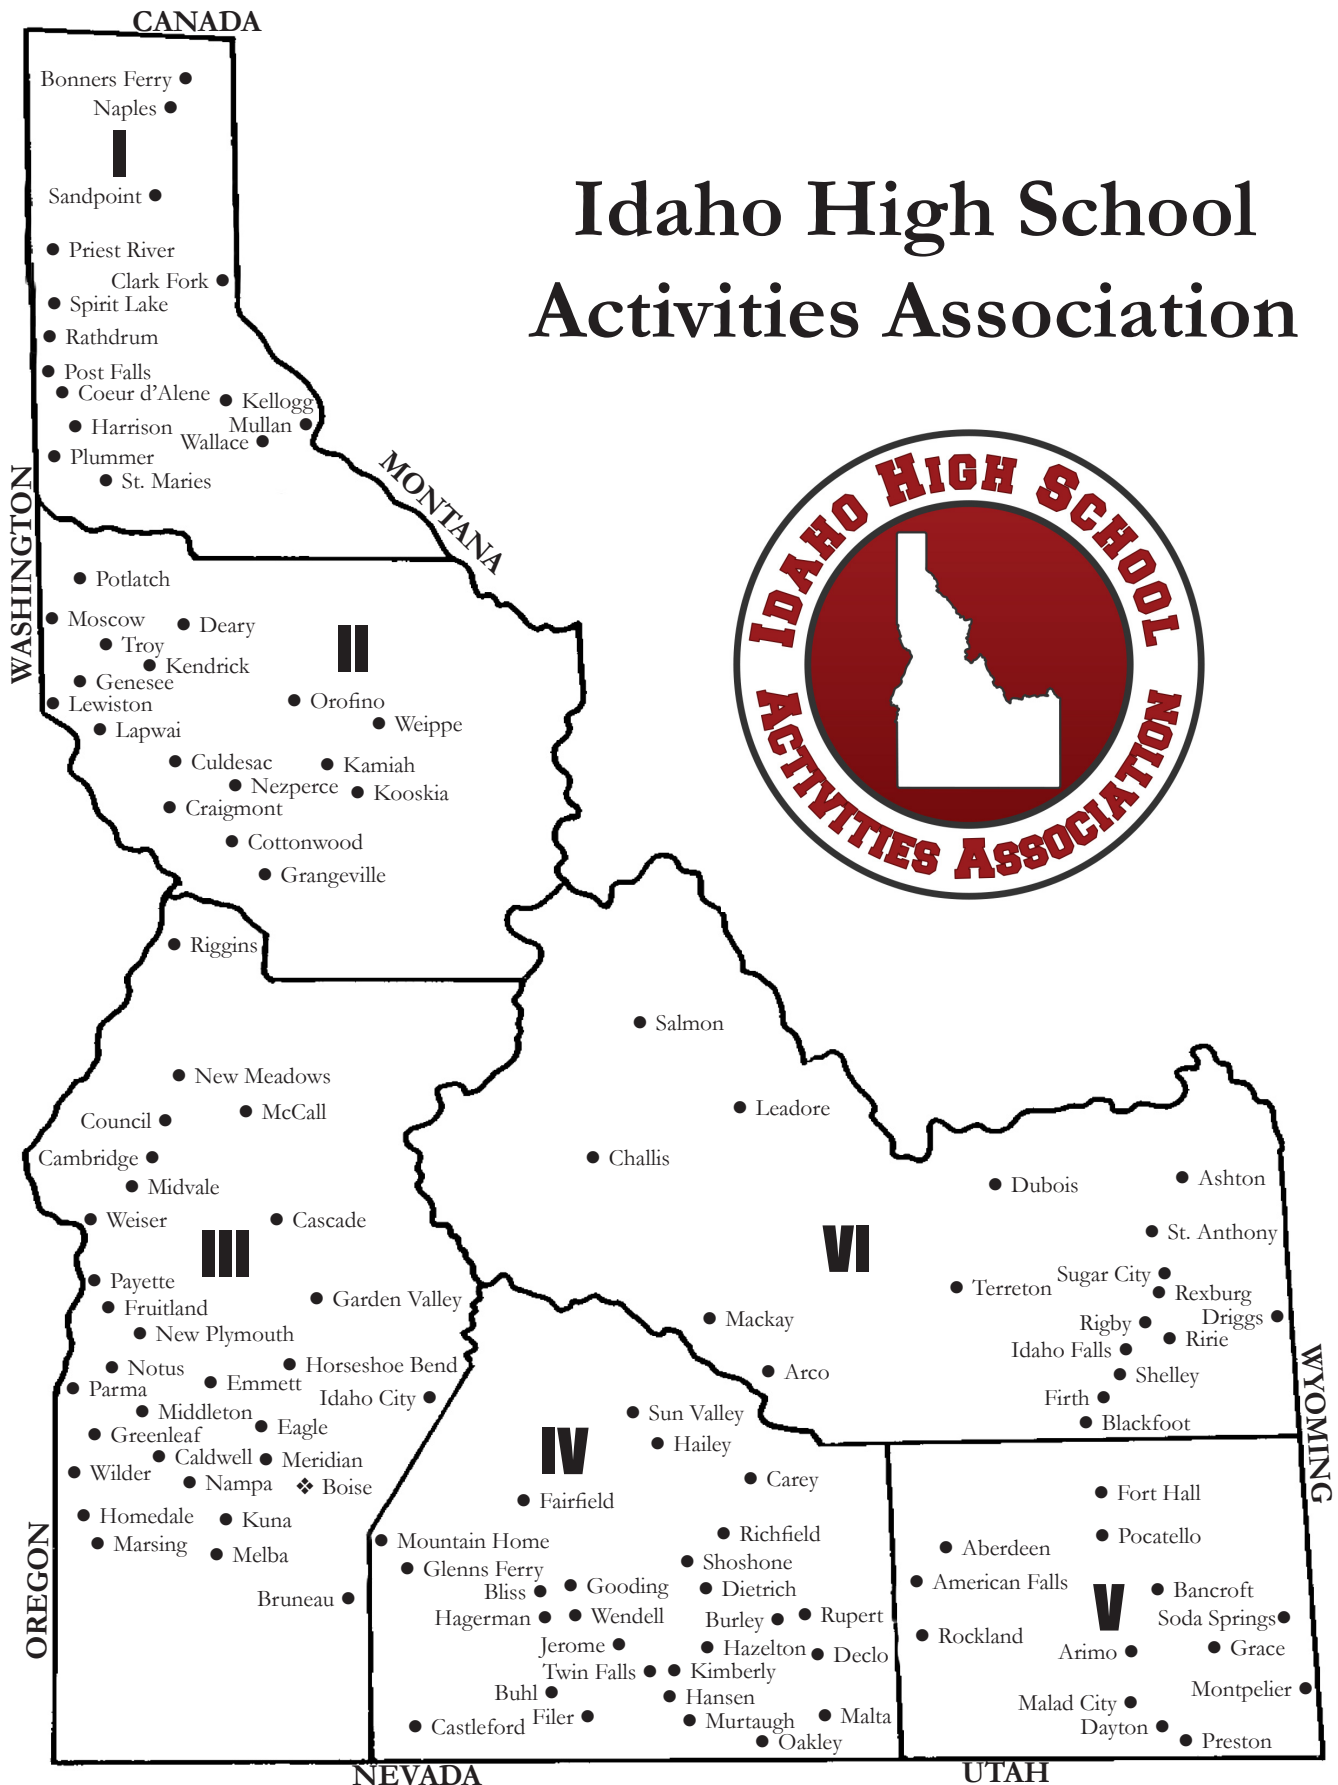 CANADA
Bonners Ferry
Naples
I
Sandpoint
Priest River
Clark Fork
Spirit Lake
Rathdrum
Post Falls
Coeur d'Alene
Kellogg
Harrison
Mullan
Wallace
Plummer
St. Maries
Idaho High School
Activities Association
IDAHO HIGH SCHOOL
ACTIVITIES ASSOCIATION
MONTANA
WASHINGTON
Potlatch
Moscow
Deary
Troy
II
Kendrick
Genesee
Lewiston
Orofino
Weippe
Lapwai
Culdesac
Kamiah
Nezperce
Kooskia
Craigmont
Cottonwood
Grangeville
Riggins
New Meadows
McCall
Council
Cambridge
Midvale
Weiser
Cascade
III
Payette
Fruitland
Garden Valley
New Plymouth
Notus
Horseshoe Bend
Parma
Emmett
Idaho City
Middleton
Greenleaf
Eagle
Caldwell
Meridian
Wilder
Nampa
Boise
Homedale
Kuna
Marsing
Melba
Bruneau
OREGON
Salmon
Leadore
Challis
Dubois
Ashton
VI
St. Anthony
Sugar City
Terreton
Rexburg
Driggs
Mackay
Rigby
Ririe
Idaho Falls
Arco
Shelley
Firth
Blackfoot
WYOMING
Sun Valley
IV
Hailey
Carey
Fairfield
Richfield
Mountain Home
Shoshone
Glenns Ferry
Gooding
Dietrich
Bliss
Hagerman
Wendell
Burley
Rupert
Jerome
Hazelton
Declo
Twin Falls
Kimberly
Buhl
Hansen
Filer
Murtaugh
Malta
Castleford
Oakley
Fort Hall
Pocatello
Aberdeen
American Falls
Bancroft
V
Soda Springs
Rockland
Arimo
Grace
Montpelier
Malad City
Dayton
Preston
NEVADA
UTAH